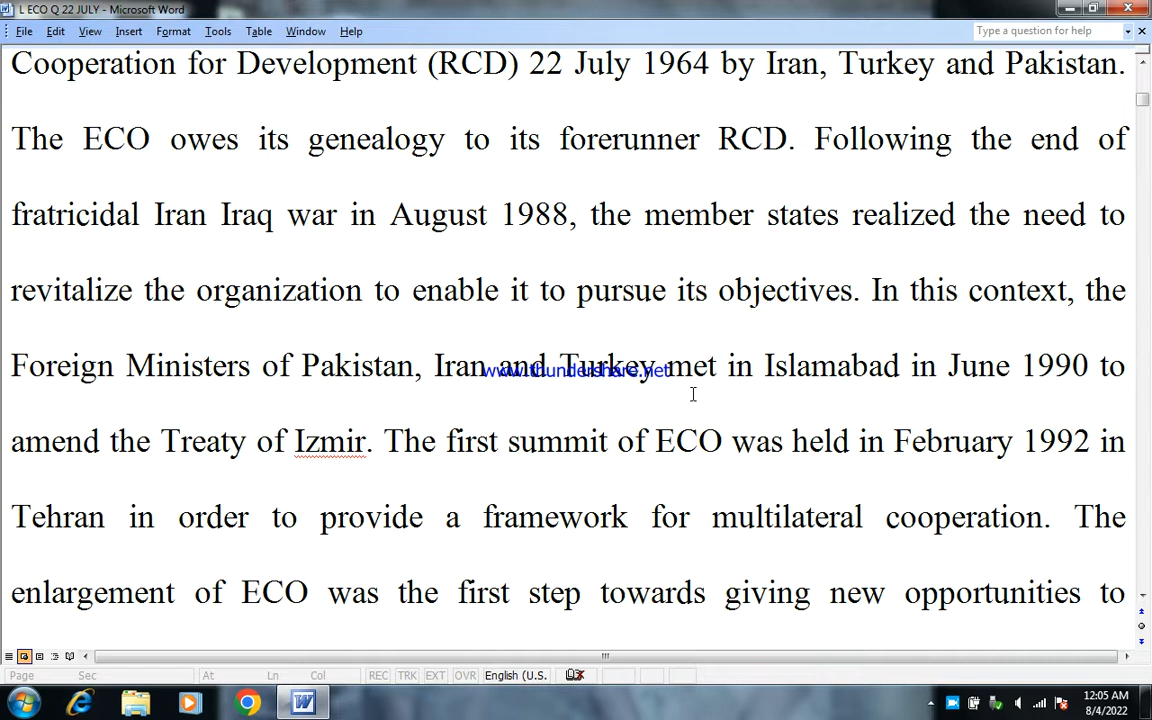 L ECO Q 22 JULY - Microsoft Word
File Edit View Insert Format Tools Table Window Help
Type a question for help
Cooperation for Development (RCD) 22 July 1964 by Iran, Turkey and Pakistan.
The ECO owes its genealogy to its forerunner RCD. Following the end of
fratricidal Iran Iraq war in August 1988, the member states realized the need to
revitalize the organization to enable it to pursue its objectives. In this context, the
Foreign Ministers of Pakistan, Iran and Turkey met in Islamabad in June 1990 to
www.thundershare.net
amend the Treaty of Izmir. The first summit of ECO was held in February 1992 in
Tehran in order to provide a framework for multilateral cooperation. The
enlargement of ECO was the first step towards giving new opportunities to
Page Sec At Ln Col REC TRK EXT OVR English (U.S.
12:05 AM
8/4/2022